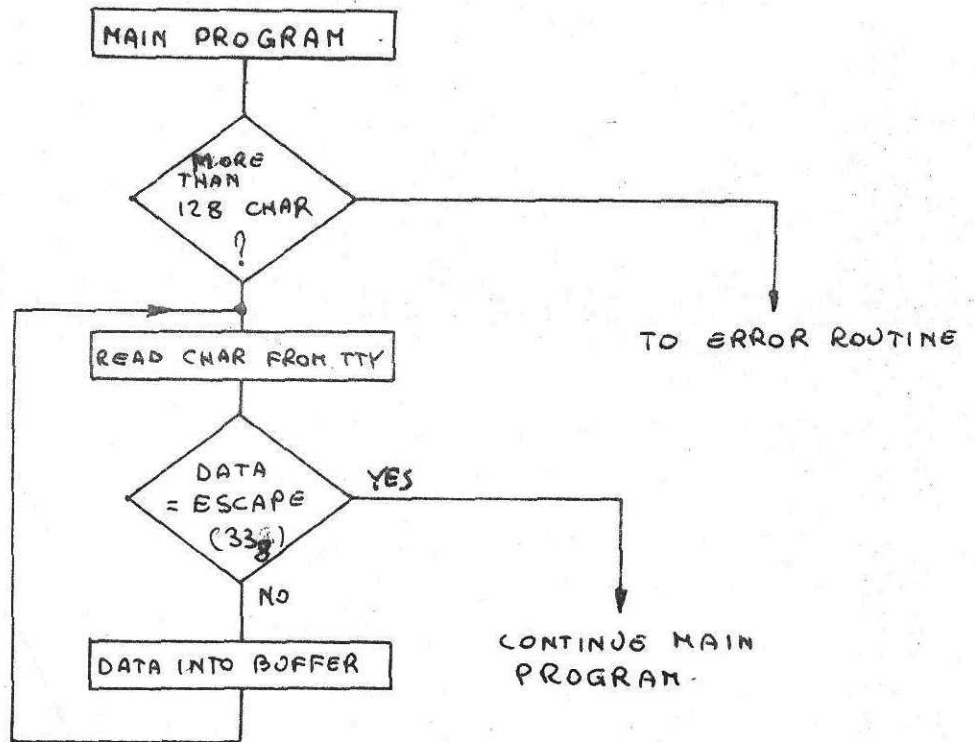 MAIN PROGRAM
MORE
THAN
128 CHAR
?
TO ERROR ROUTINE
READ CHAR FROM TTY
DATA
= ESCAPE
(33₈)
YES
NO
CONTINUE MAIN
PROGRAM.
DATA INTO BUFFER